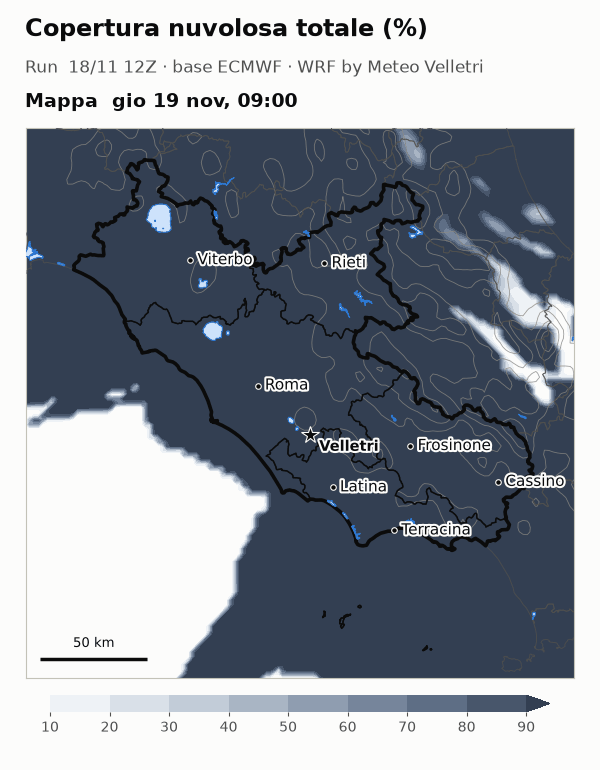 Copertura nuvolosa totale (%)
Run 18/11 12Z · base ECMWF · WRF by Meteo Velletri
Mappa gio 19 nov, 09:00
Viterbo
Rieti
Roma
Velletri
Frosinone
Latina
Cassino
Terracina
50 km
10 20 30 40 50 60 70 80 90